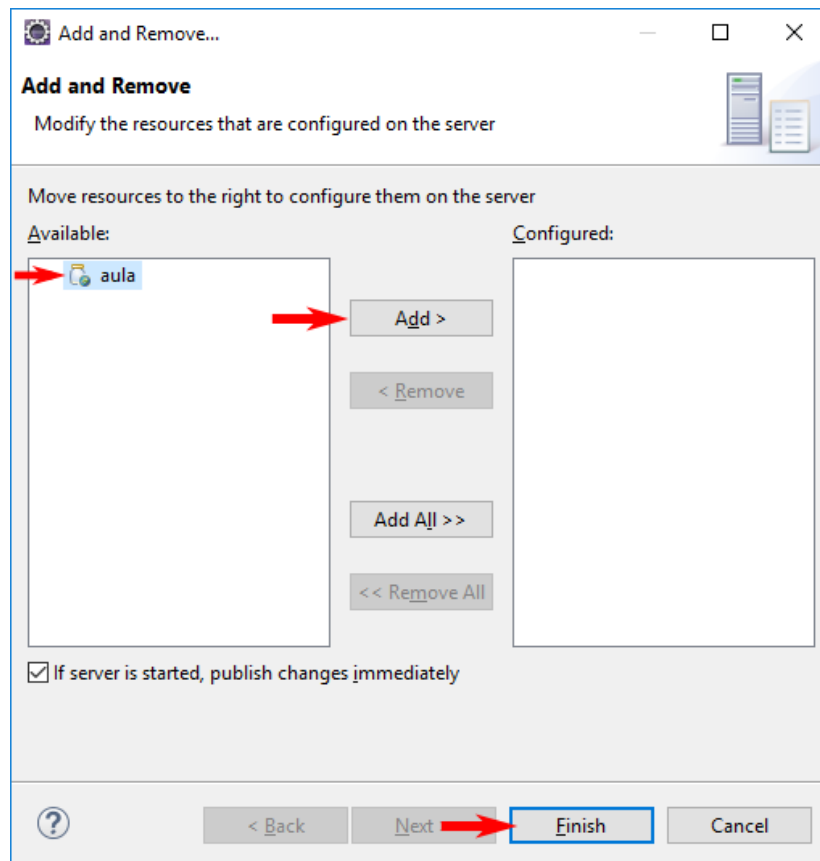 Add and Remove...
Add and Remove
Modify the resources that are configured on the server
Move resources to the right to configure them on the server
Available:
Configured:
aula
Add >
< Remove
Add All >>
<< Remove All
If server is started, publish changes immediately
?
< Back
Next
Finish
Cancel